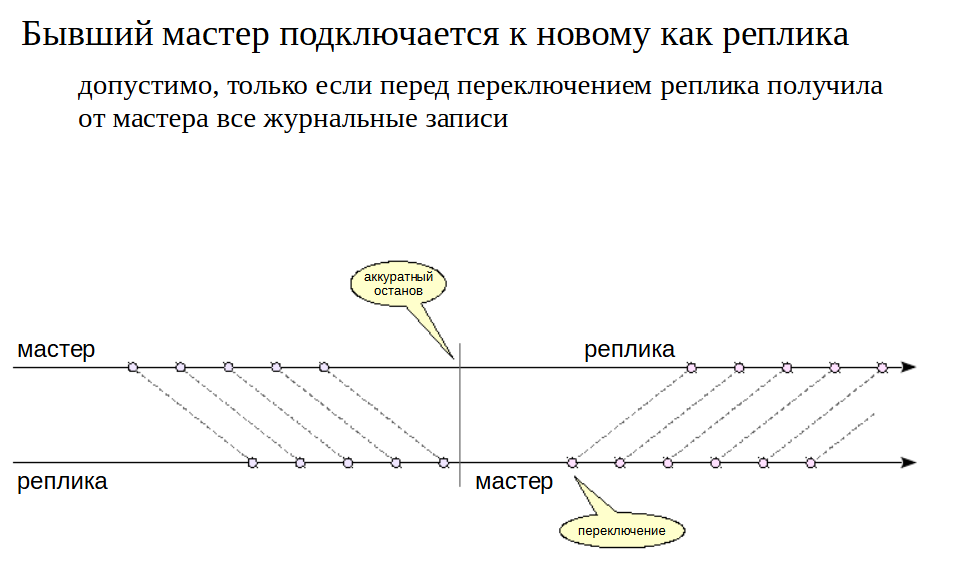 Бывший мастер подключается к новому как реплика
допустимо, только если перед переключением реплика получила
от мастера все журнальные записи
аккуратный
останов
мастер
реплика
реплика
мастер
переключение